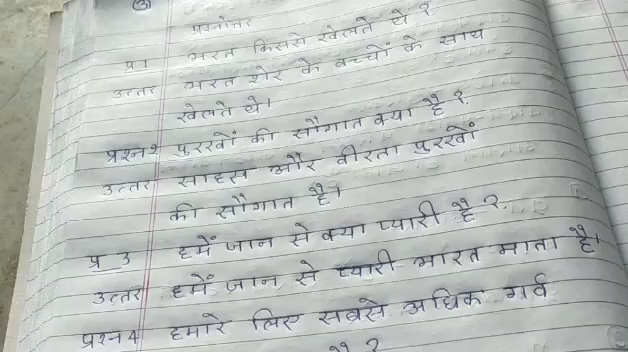 3
प्रश्नोत्तर
प्र 1 भरत किससे खेलते थे ?
उत्तर भरत शेर के बच्चों के साथ
खेलते थे।
प्रश्न 2 पुरखों की सौगात क्या है ?
उत्तर साहस और वीरता पुरखों
की सौगात है।
प्र 3 हमें जान से क्या प्यारी है ?
उत्तर हमें जान से प्यारी भारत माता है।
प्रश्न 4 हमारे लिए सबसे अधिक गर्व
?